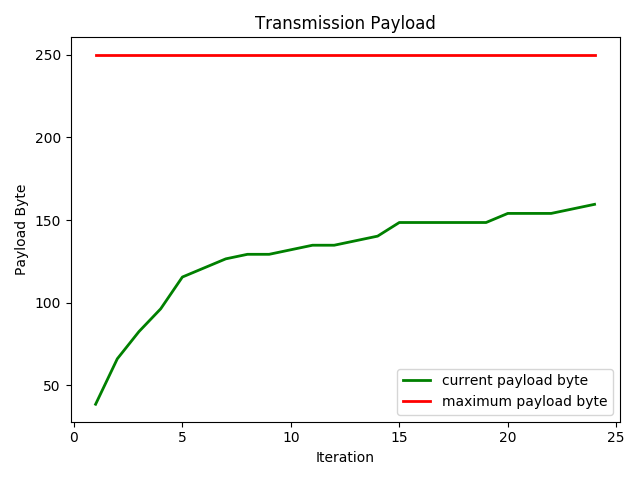 Transmission Payload
250
200
150
100
50
Payload Byte
current payload byte
maximum payload byte
0
5
10
15
20
25
Iteration